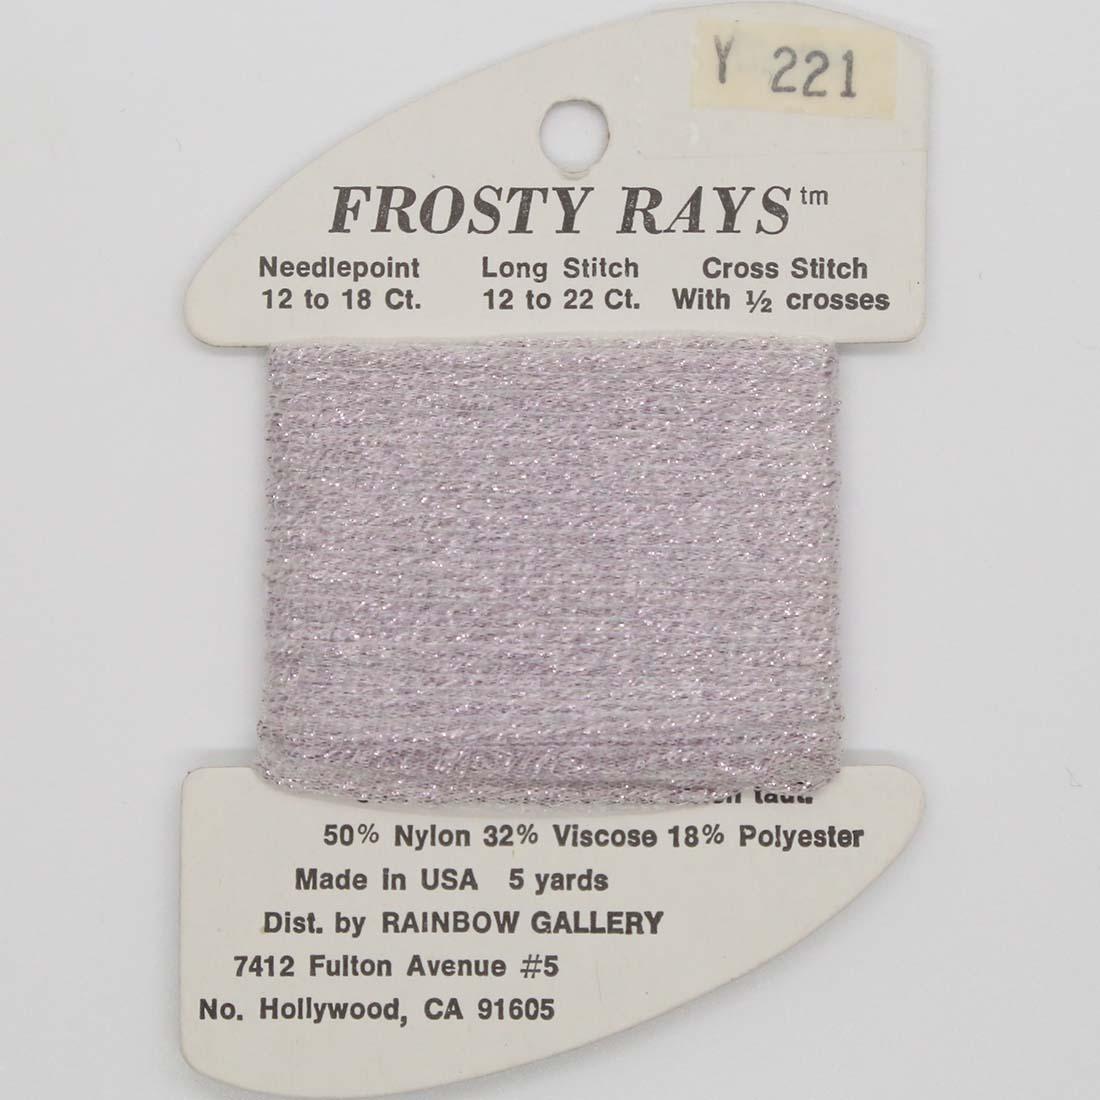 Y 221
FROSTY RAYS™
Needlepoint Long Stitch Cross Stitch
12 to 18 Ct. 12 to 22 Ct. With ½ crosses
taut.
50% Nylon 32% Viscose 18% Polyester
Made in USA 5 yards
Dist. by RAINBOW GALLERY
7412 Fulton Avenue #5
No. Hollywood, CA 91605